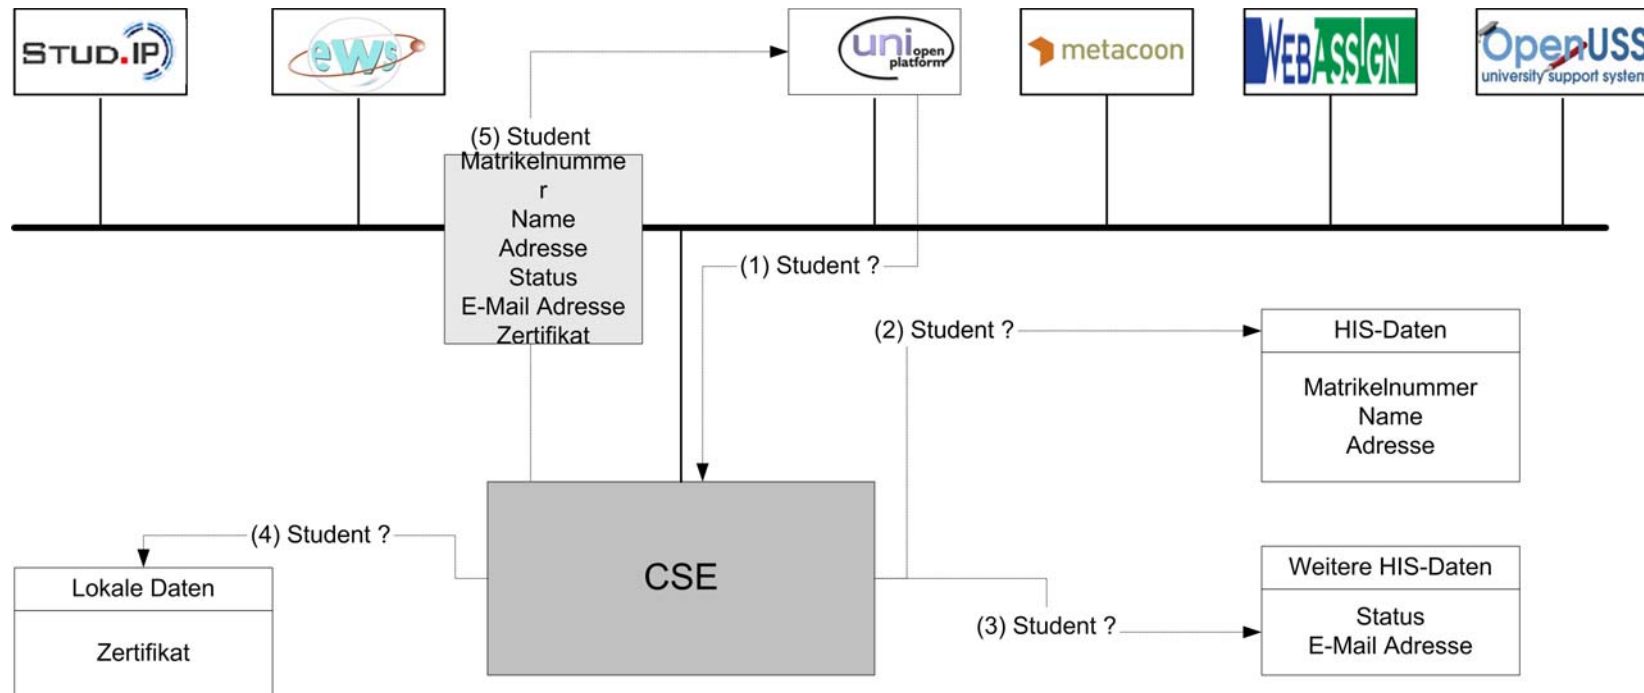 STUD.IP
ews
uni open
platform
metacoon
WEBASSIGN
OpenUSS
university support system
(5) Student
Matrikelnumme
r
Name
Adresse
Status
E-Mail Adresse
Zertifikat
(1) Student ?
(2) Student ?
HIS-Daten
Matrikelnummer
Name
Adresse
CSE
(4) Student ?
Lokale Daten
Zertifikat
(3) Student ?
Weitere HIS-Daten
Status
E-Mail Adresse